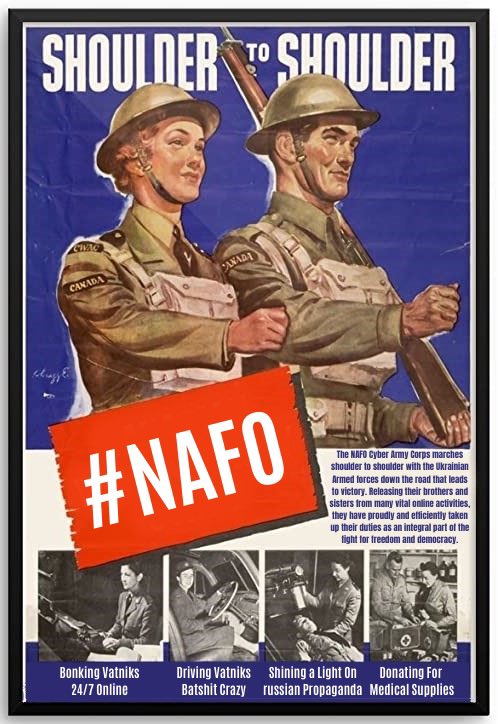 SHOULDER TO SHOULDER
CWAC
CANADA
CANADA
#NAFO
The NAFO Cyber Army Corps marches
shoulder to shoulder with the Ukrainian
Armed forces down the road that leads
to victory. Releasing their brothers and
sisters from many vital online activities,
they have proudly and efficiently taken
up their duties as an integral part of the
fight for freedom and democracy.
Bonking Vatniks
24/7 Online
Driving Vatniks
Batshit Crazy
Shining a Light On
russian Propaganda
Donating For
Medical Supplies